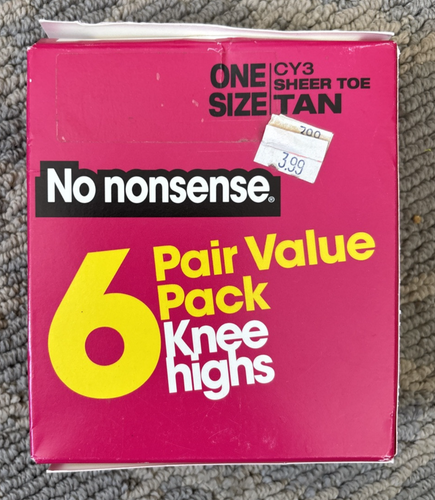 ONE SIZE
CY3
SHEER TOE
TAN
3.99
No nonsense®
6 Pair Value
Pack
Knee
highs